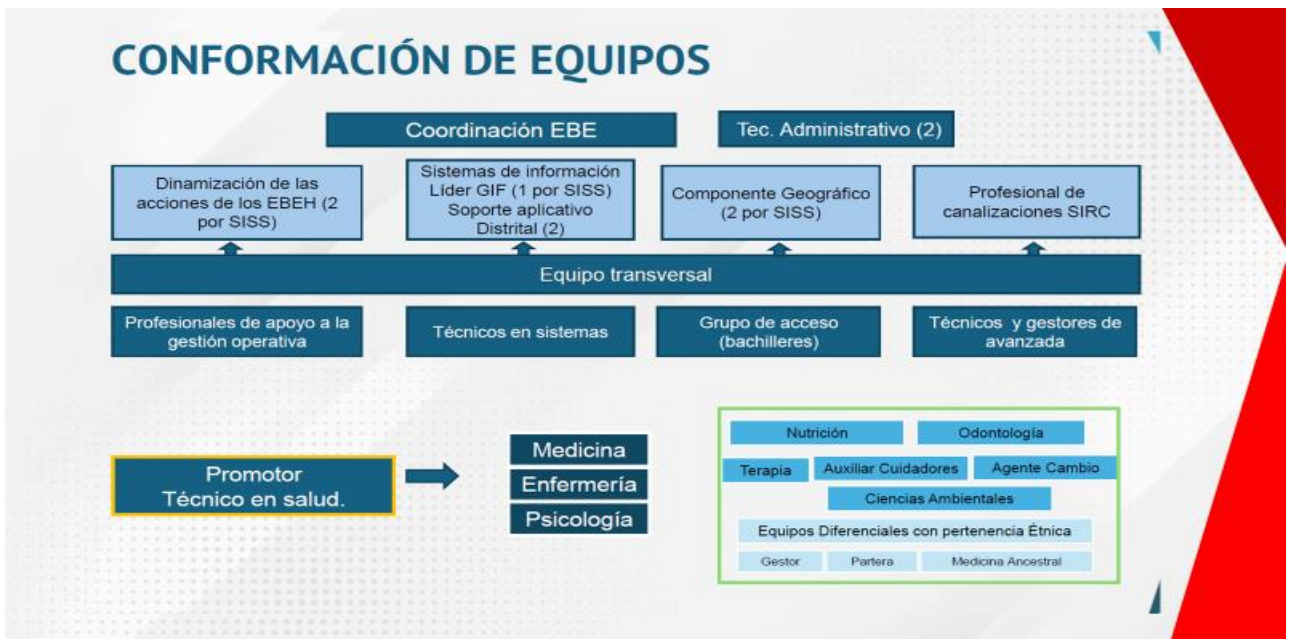 CONFORMACIÓN DE EQUIPOS
Coordinación EBE
Tec. Administrativo (2)
Dinamización de las
acciones de los EBEH (2
por SISS)
Sistemas de información
Líder GIF (1 por SISS)
Soporte aplicativo
Distrital (2)
Componente Geográfico
(2 por SISS)
Profesional de
canalizaciones SIRC
Equipo transversal
Profesionales de apoyo a la
gestión operativa
Técnicos en sistemas
Grupo de acceso
(bachilleres)
Técnicos y gestores de
avanzada
Promotor
Técnico en salud.
Medicina
Enfermería
Psicología
Nutrición
Odontología
Terapia
Auxiliar Cuidadores
Agente Cambio
Ciencias Ambientales
Equipos Diferenciales con pertenencia Étnica
Gestor
Partera
Medicina Ancestral